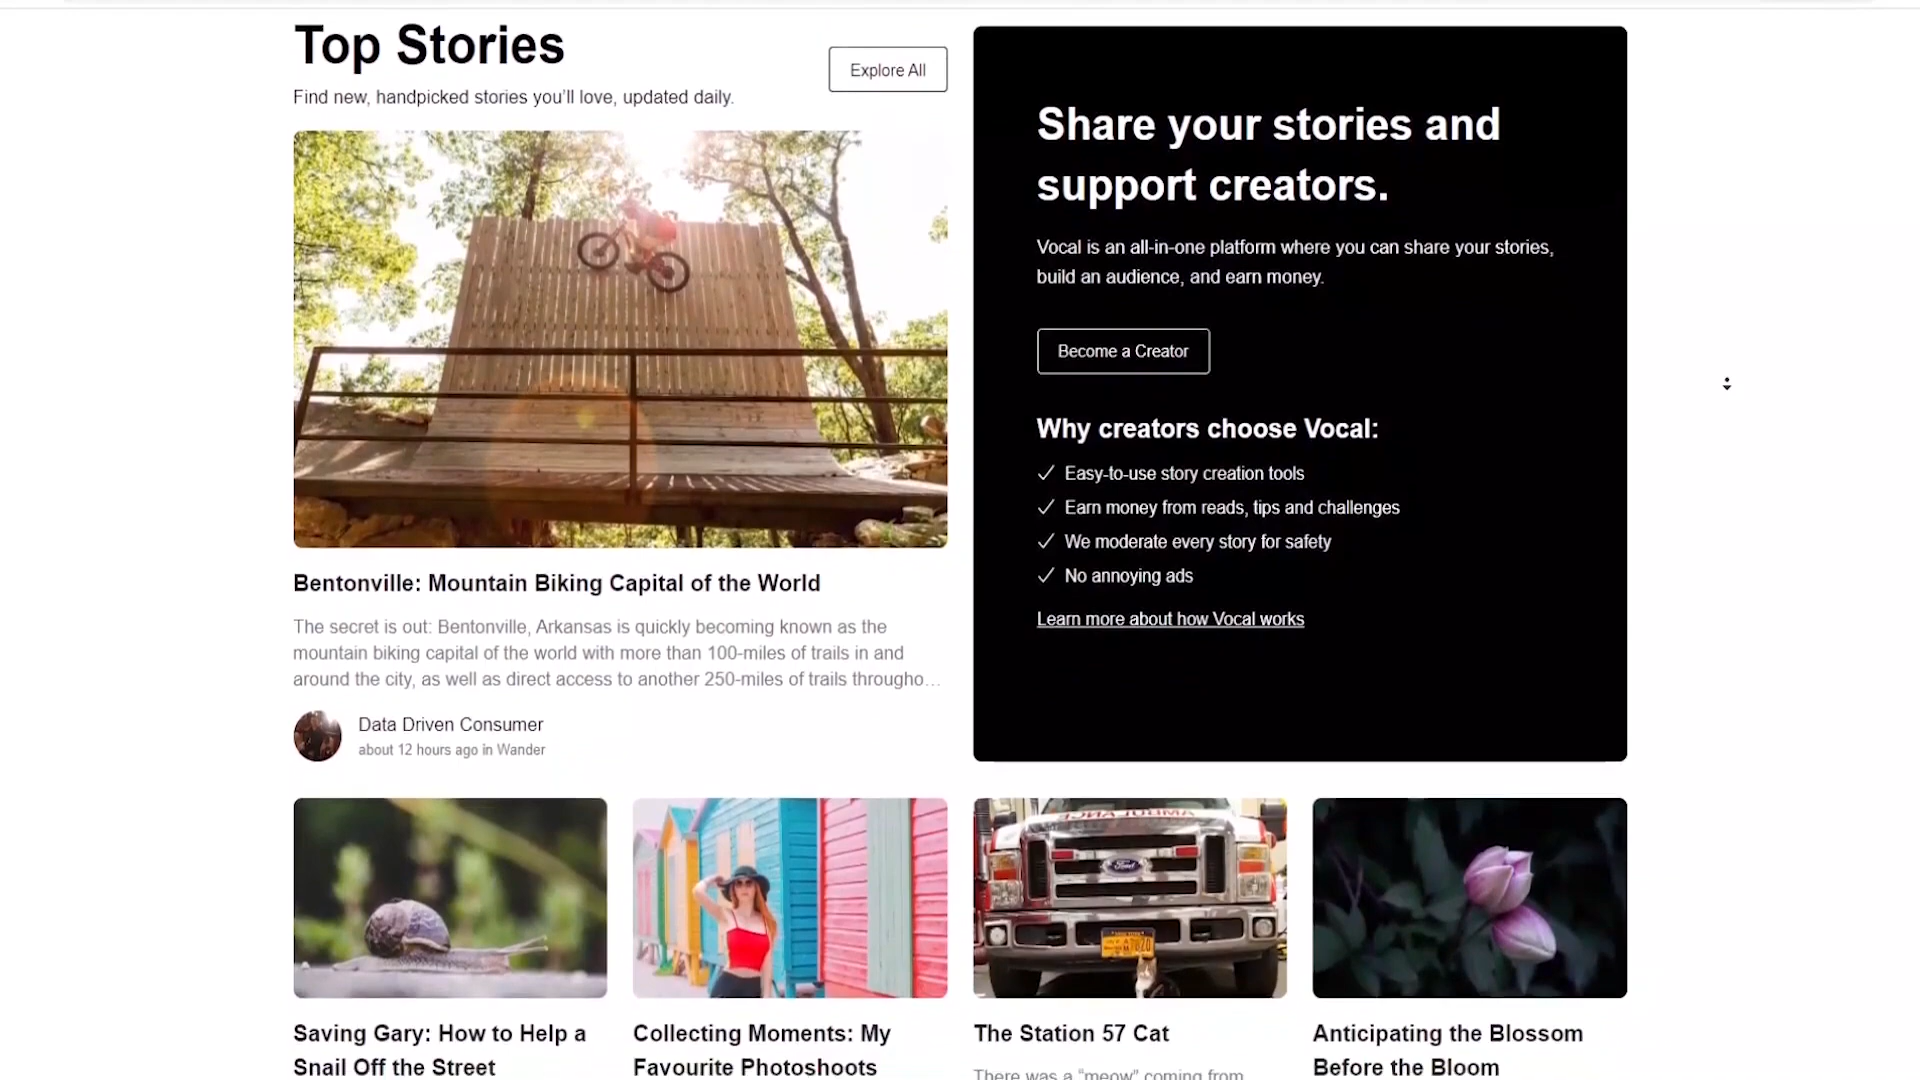 Top Stories
Explore All
Find new, handpicked stories you'll love, updated daily.
Bentonville: Mountain Biking Capital of the World
The secret is out: Bentonville, Arkansas is quickly becoming known as the
mountain biking capital of the world with more than 100-miles of trails in and
around the city, as well as direct access to another 250-miles of trails througho...
Data Driven Consumer
about 12 hours ago in Wander
Share your stories and
support creators.
Vocal is an all-in-one platform where you can share your stories,
build an audience, and earn money.
Become a Creator
Why creators choose Vocal:
Easy-to-use story creation tools
Earn money from reads, tips and challenges
We moderate every story for safety
No annoying ads
Learn more about how Vocal works
Ford
Saving Gary: How to Help a
Snail Off the Street
Collecting Moments: My
Favourite Photoshoots
The Station 57 Cat
There was a “meow” coming from
Anticipating the Blossom
Before the Bloom